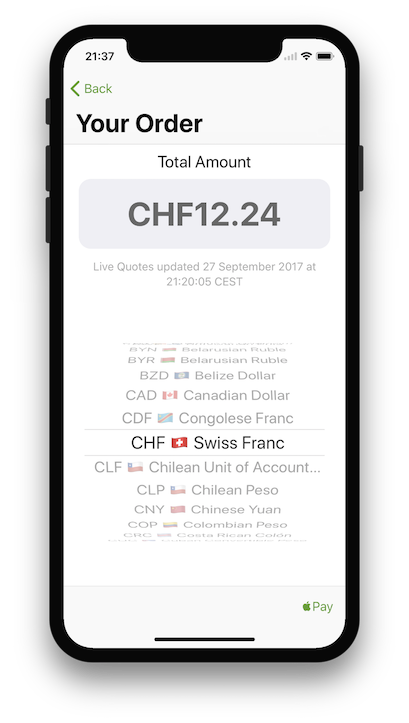 21:37
Back
Your Order
Total Amount
CHF12.24
Live Quotes updated 27 September 2017 at
21:20:05 CEST
BYN Belarusian Ruble
BYR Belarusian Ruble
BZD Belize Dollar
CAD Canadian Dollar
CDF Congolese Franc
CHF Swiss Franc
CLF Chilean Unit of Account...
CLP Chilean Peso
CNY Chinese Yuan
COP Colombian Peso
CRC Costa Rican Colón
Pay